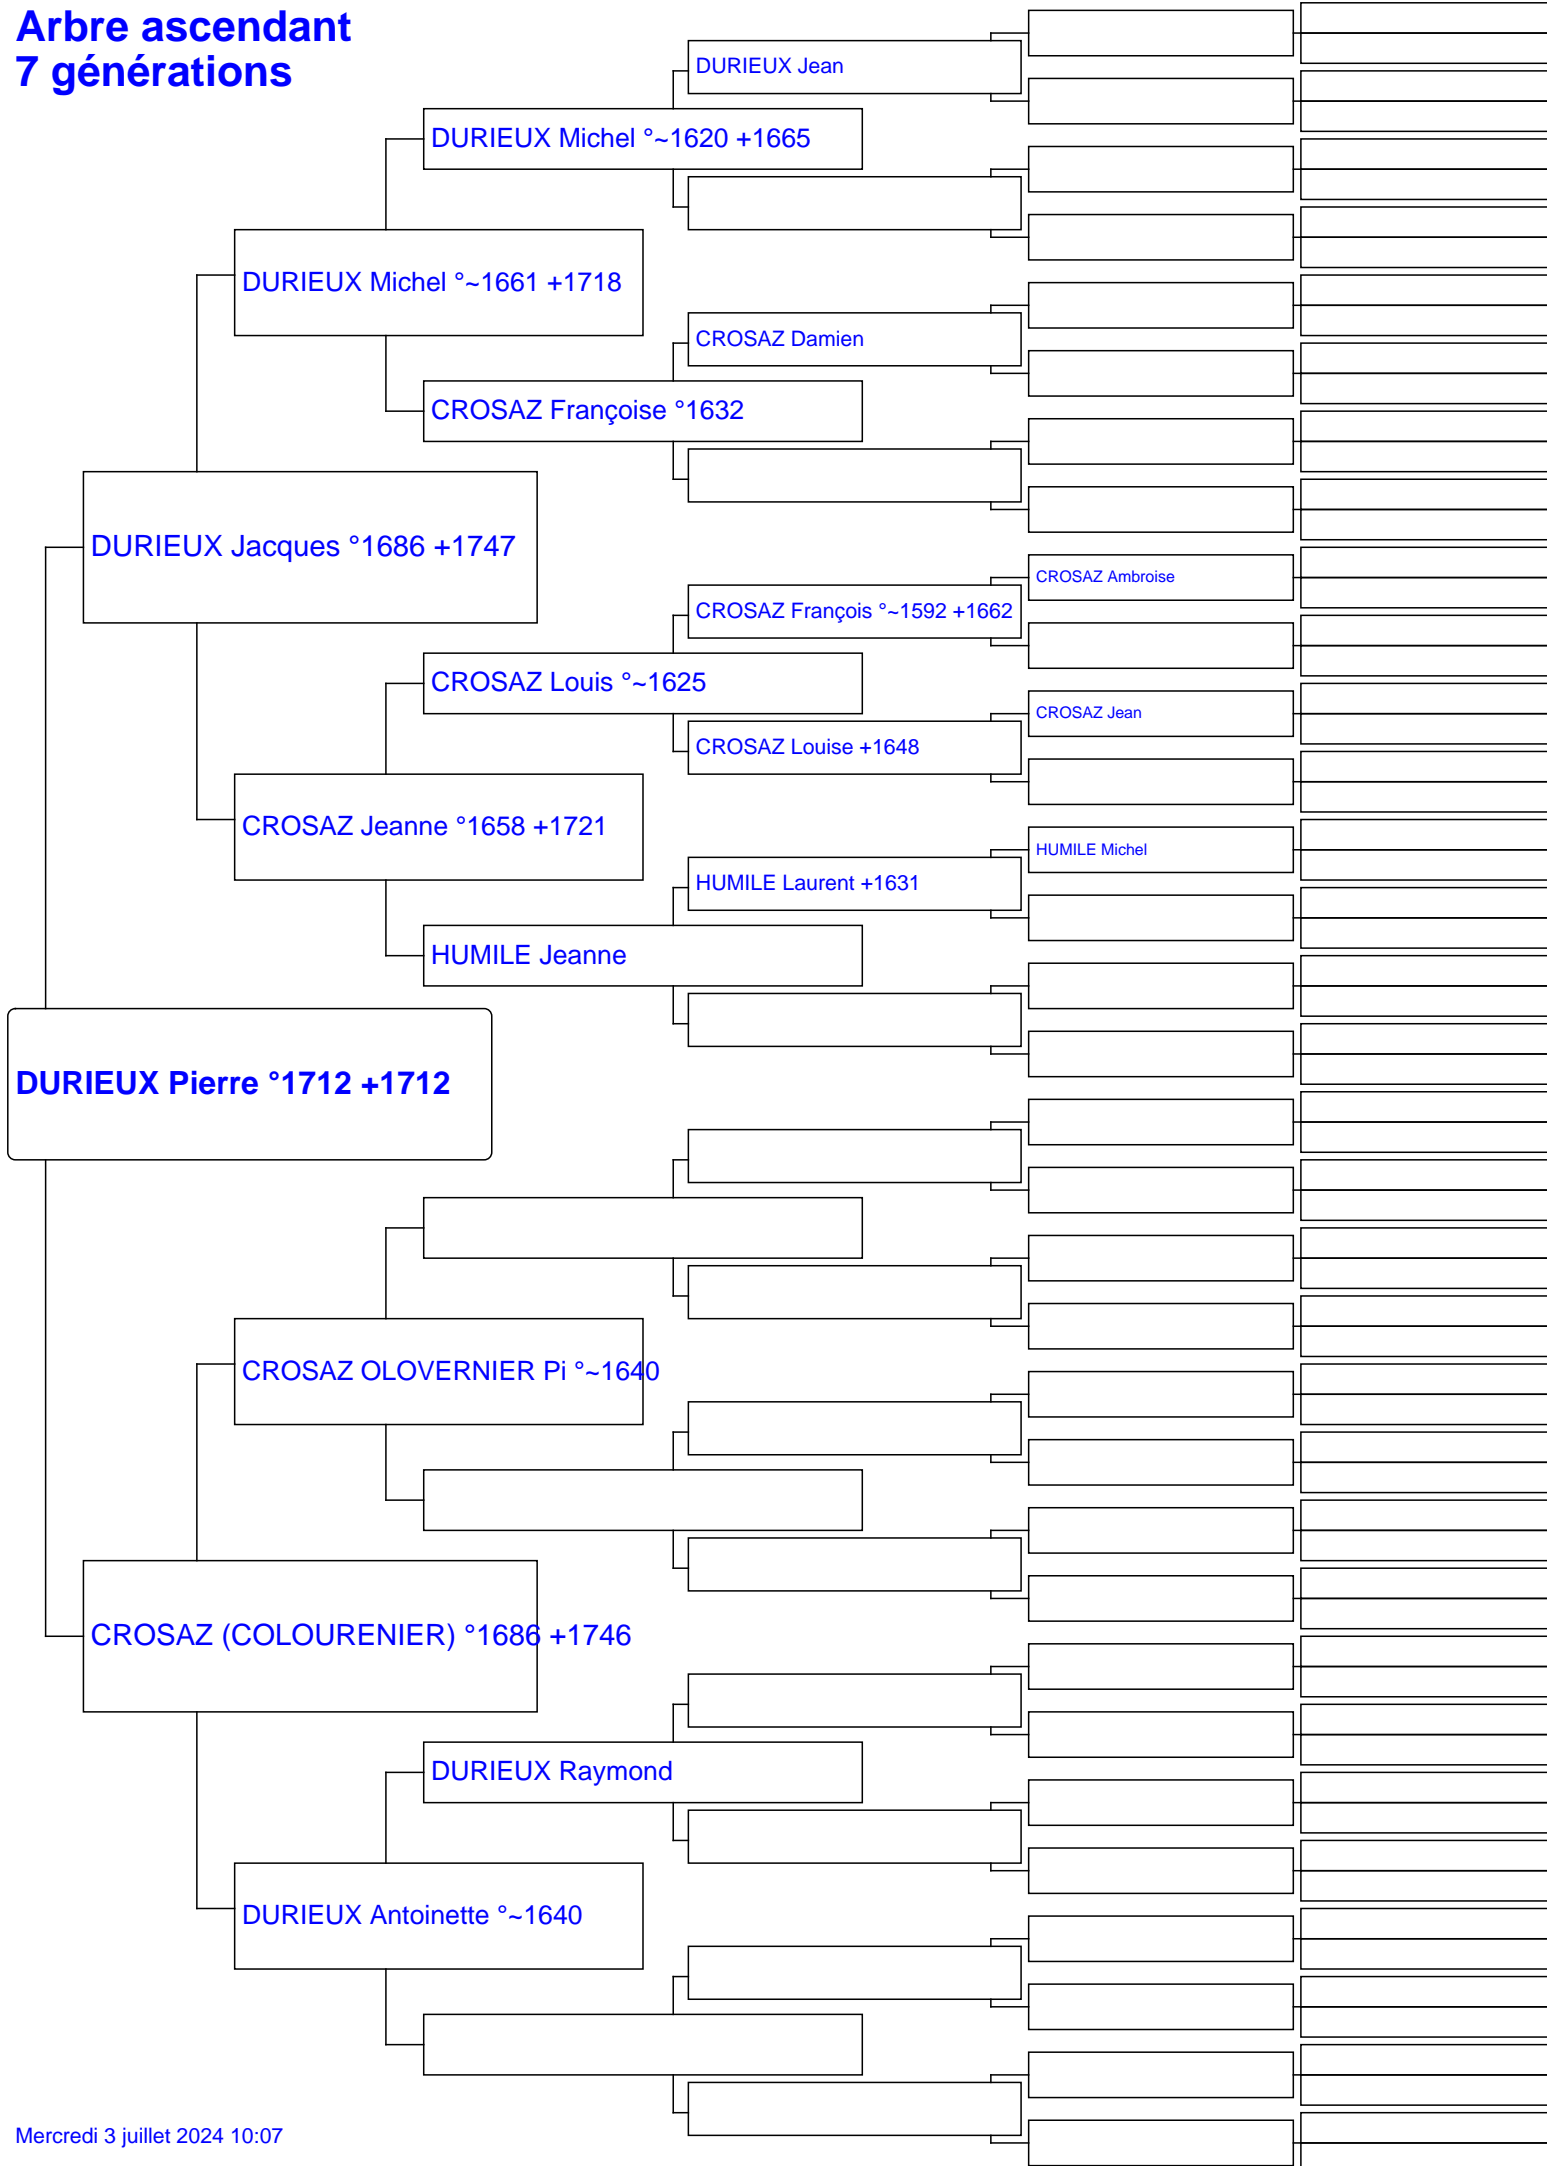 Arbre ascendant
7 générations
DURIEUX Jean
DURIEUX Michel °~1620 +1665
DURIEUX Michel °~1661 +1718
CROSAZ Damien
CROSAZ Françoise °1632
DURIEUX Jacques °1686 +1747
CROSAZ Ambroise
CROSAZ François °~1592 +1662
CROSAZ Louis °~1625
CROSAZ Jean
CROSAZ Louise +1648
CROSAZ Jeanne °1658 +1721
HUMILE Michel
HUMILE Laurent +1631
HUMILE Jeanne
DURIEUX Pierre °1712 +1712
CROSAZ OLOVERNIER Pi °~1640
CROSAZ (COLOURENIER) °1686 +1746
DURIEUX Raymond
DURIEUX Antoinette °~1640
Mercredi 3 juillet 2024 10:07